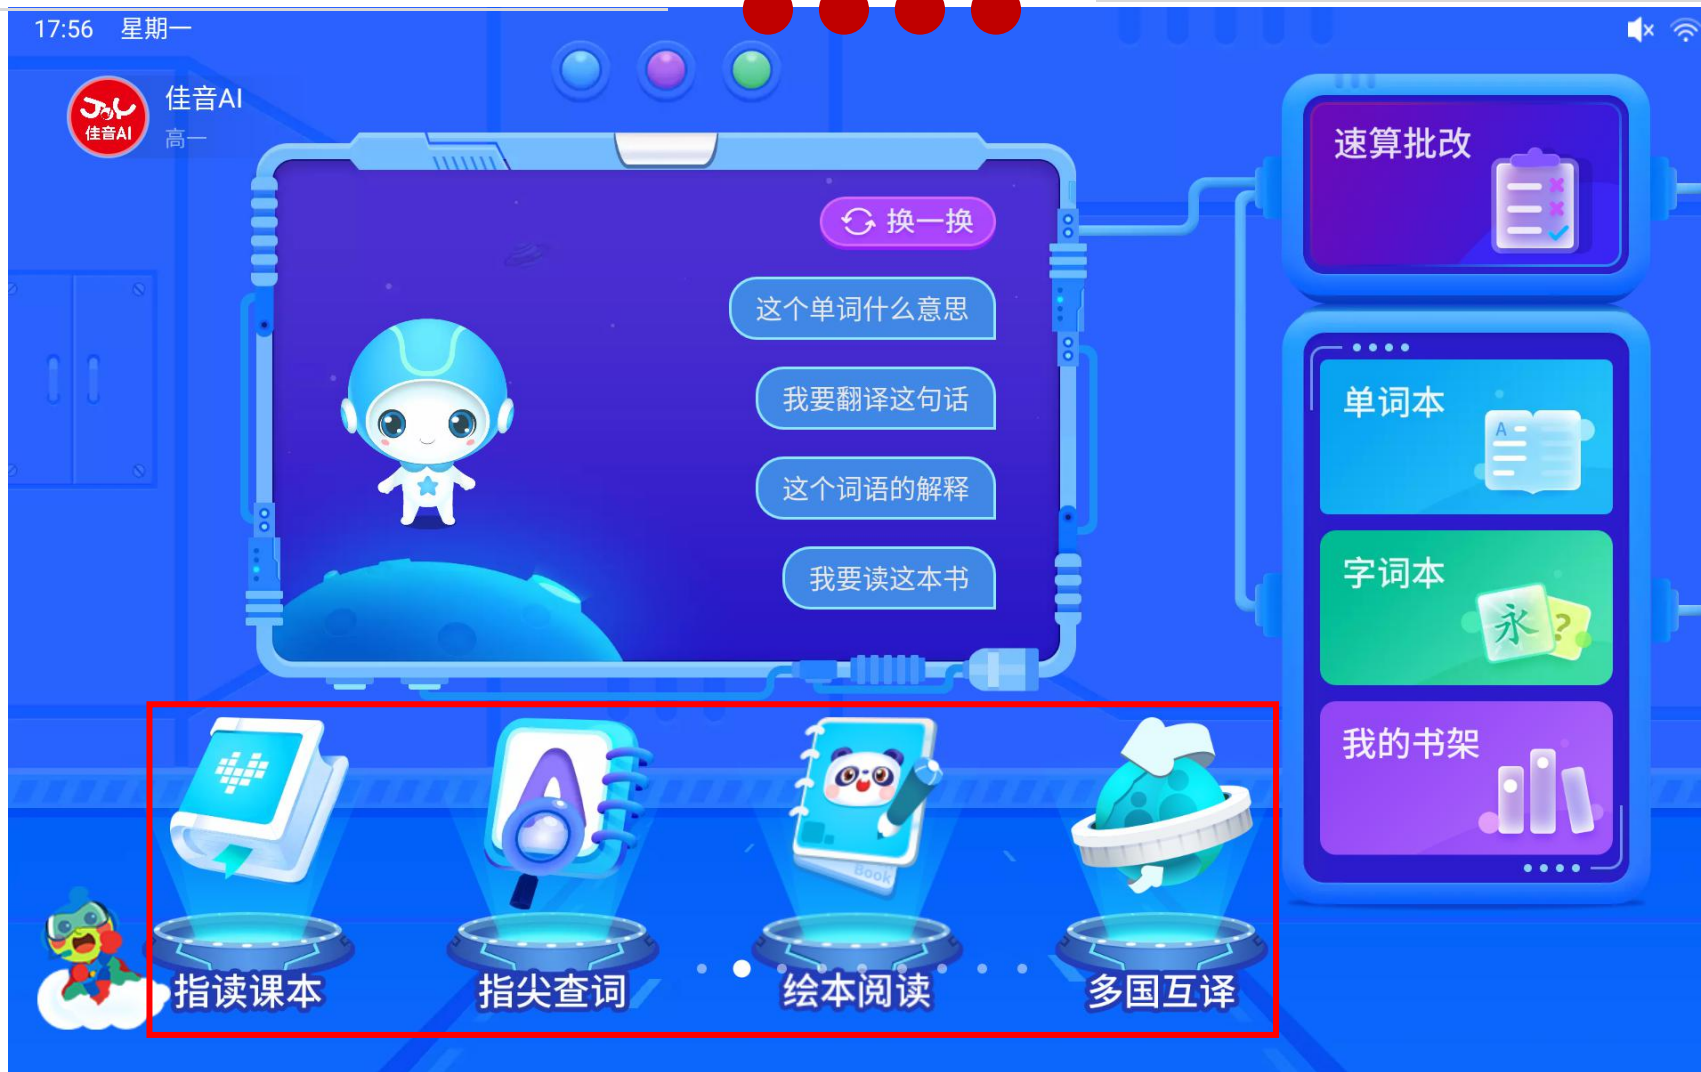 17:56 星期一
JOY
佳音AI
佳音AI
高一
换一换
这个单词什么意思
我要翻译这句话
这个词语的解释
我要读这本书
速算批改
单词本
A
字词本
永 ?
我的书架
A
Book
指读课本 指尖查词 绘本阅读 多国互译